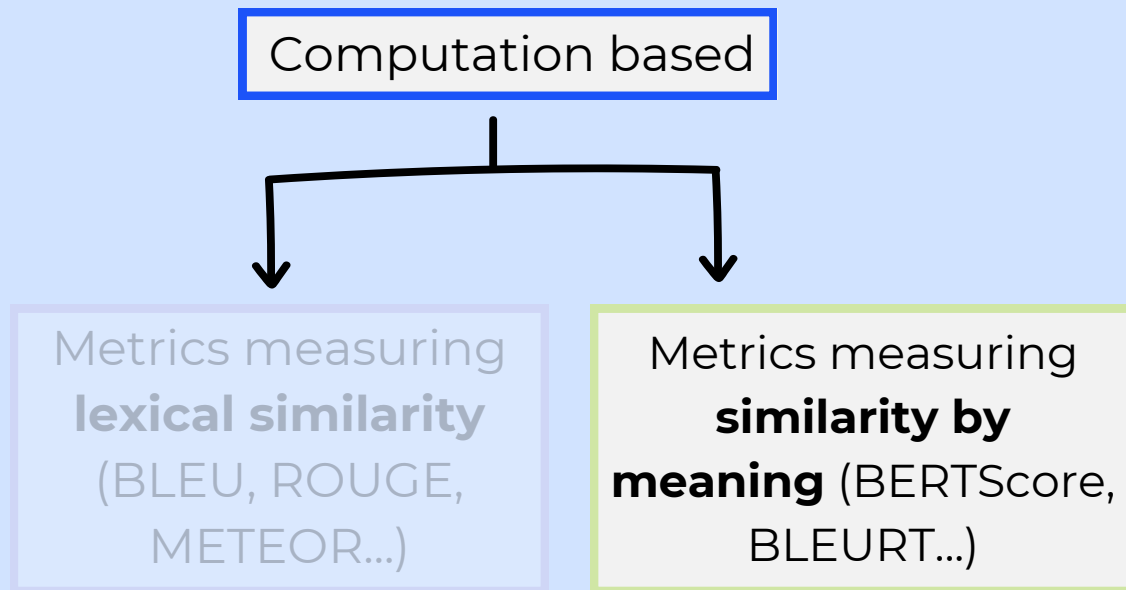 Computation based
Metrics measuring
lexical similarity
(BLEU, ROUGE,
METEOR...)
Metrics measuring
similarity by
meaning (BERTScore,
BLEURT...)